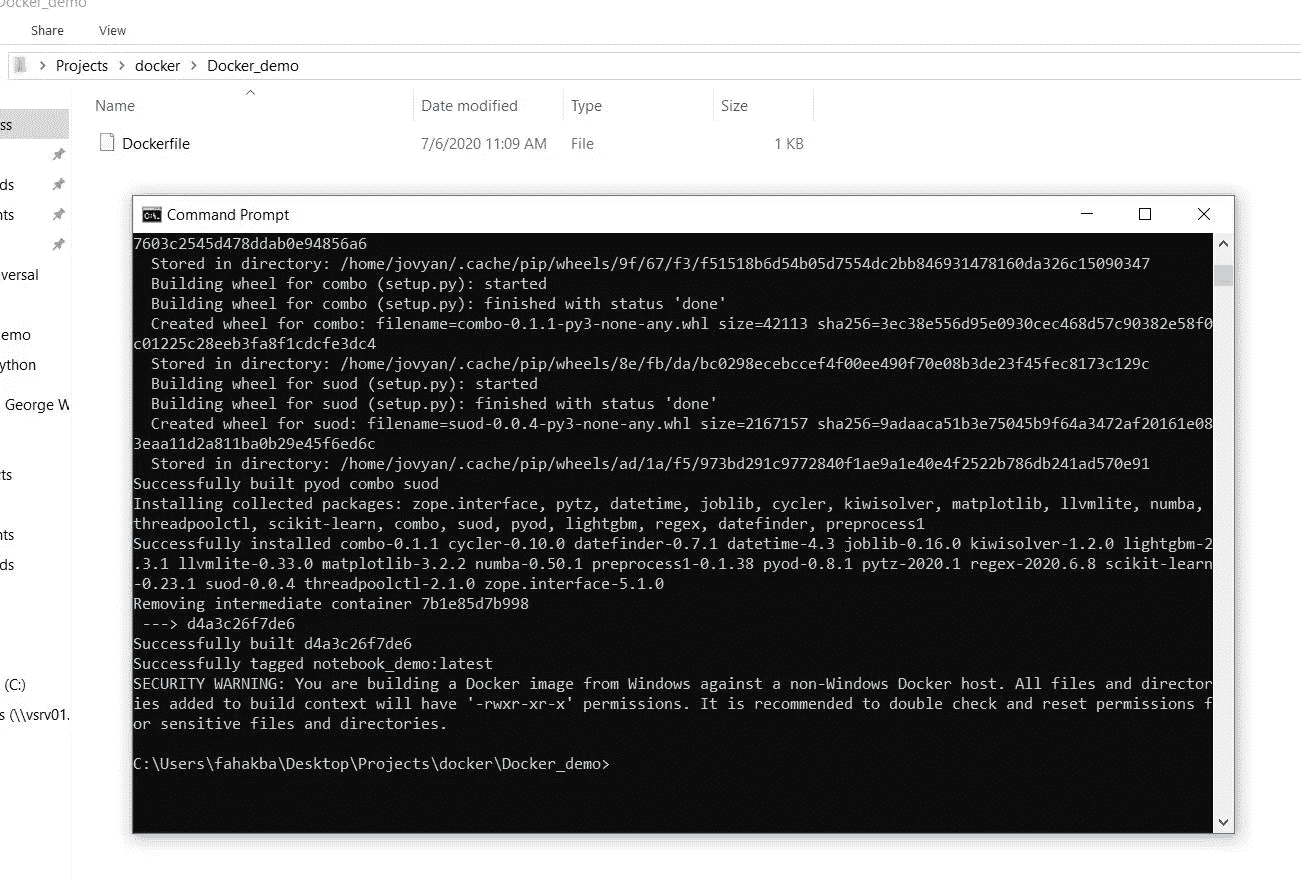 Docker_demo
Share View
Projects > docker > Docker_demo
Name Date modified Type Size
Dockerfile 7/6/2020 11:09 AM File 1 KB
ss
ds
nts
versal
emo
ython
George W
cts
nts
ds
(C:)
s (\\vsrv01.
Command Prompt
7603c2545d478ddab0e94856a6
  Stored in directory: /home/jovyan/.cache/pip/wheels/9f/67/f3/f51518b6d54b05d7554dc2bb846931478160da326c15090347
  Building wheel for combo (setup.py): started
  Building wheel for combo (setup.py): finished with status 'done'
  Created wheel for combo: filename=combo-0.1.1-py3-none-any.whl size=42113 sha256=3ec38e556d95e0930cec468d57c90382e58f0
c01225c28eeb3fa8f1cdcfe3dc4
  Stored in directory: /home/jovyan/.cache/pip/wheels/8e/fb/da/bc0298ecebccef4f00ee490f70e08b3de23f45fec8173c129c
  Building wheel for suod (setup.py): started
  Building wheel for suod (setup.py): finished with status 'done'
  Created wheel for suod: filename=suod-0.0.4-py3-none-any.whl size=2167157 sha256=9adaaca51b3e75045b9f64a3472af20161e08
3eaa11d2a811ba0b29e45f6ed6c
  Stored in directory: /home/jovyan/.cache/pip/wheels/ad/1a/f5/973bd291c9772840f1ae9a1e40e4f2522b786db241ad570e91
Successfully built pyod combo suod
Installing collected packages: zope.interface, pytz, datetime, joblib, cycler, kiwisolver, matplotlib, llvmlite, numba,
threadpoolctl, scikit-learn, combo, suod, pyod, lightgbm, regex, datefinder, preprocess1
Successfully installed combo-0.1.1 cycler-0.10.0 datefinder-0.7.1 datetime-4.3 joblib-0.16.0 kiwisolver-1.2.0 lightgbm-2
.3.1 llvmlite-0.33.0 matplotlib-3.2.2 numba-0.50.1 preprocess1-0.1.38 pyod-0.8.1 pytz-2020.1 regex-2020.6.8 scikit-learn
-0.23.1 suod-0.0.4 threadpoolctl-2.1.0 zope.interface-5.1.0
Removing intermediate container 7b1e85d7b998
 ---> d4a3c26f7de6
Successfully built d4a3c26f7de6
Successfully tagged notebook_demo:latest
SECURITY WARNING: You are building a Docker image from Windows against a non-Windows Docker host. All files and director
ies added to build context will have '-rwxr-xr-x' permissions. It is recommended to double check and reset permissions f
or sensitive files and directories.
C:\Users\fahakba\Desktop\Projects\docker\Docker_demo>